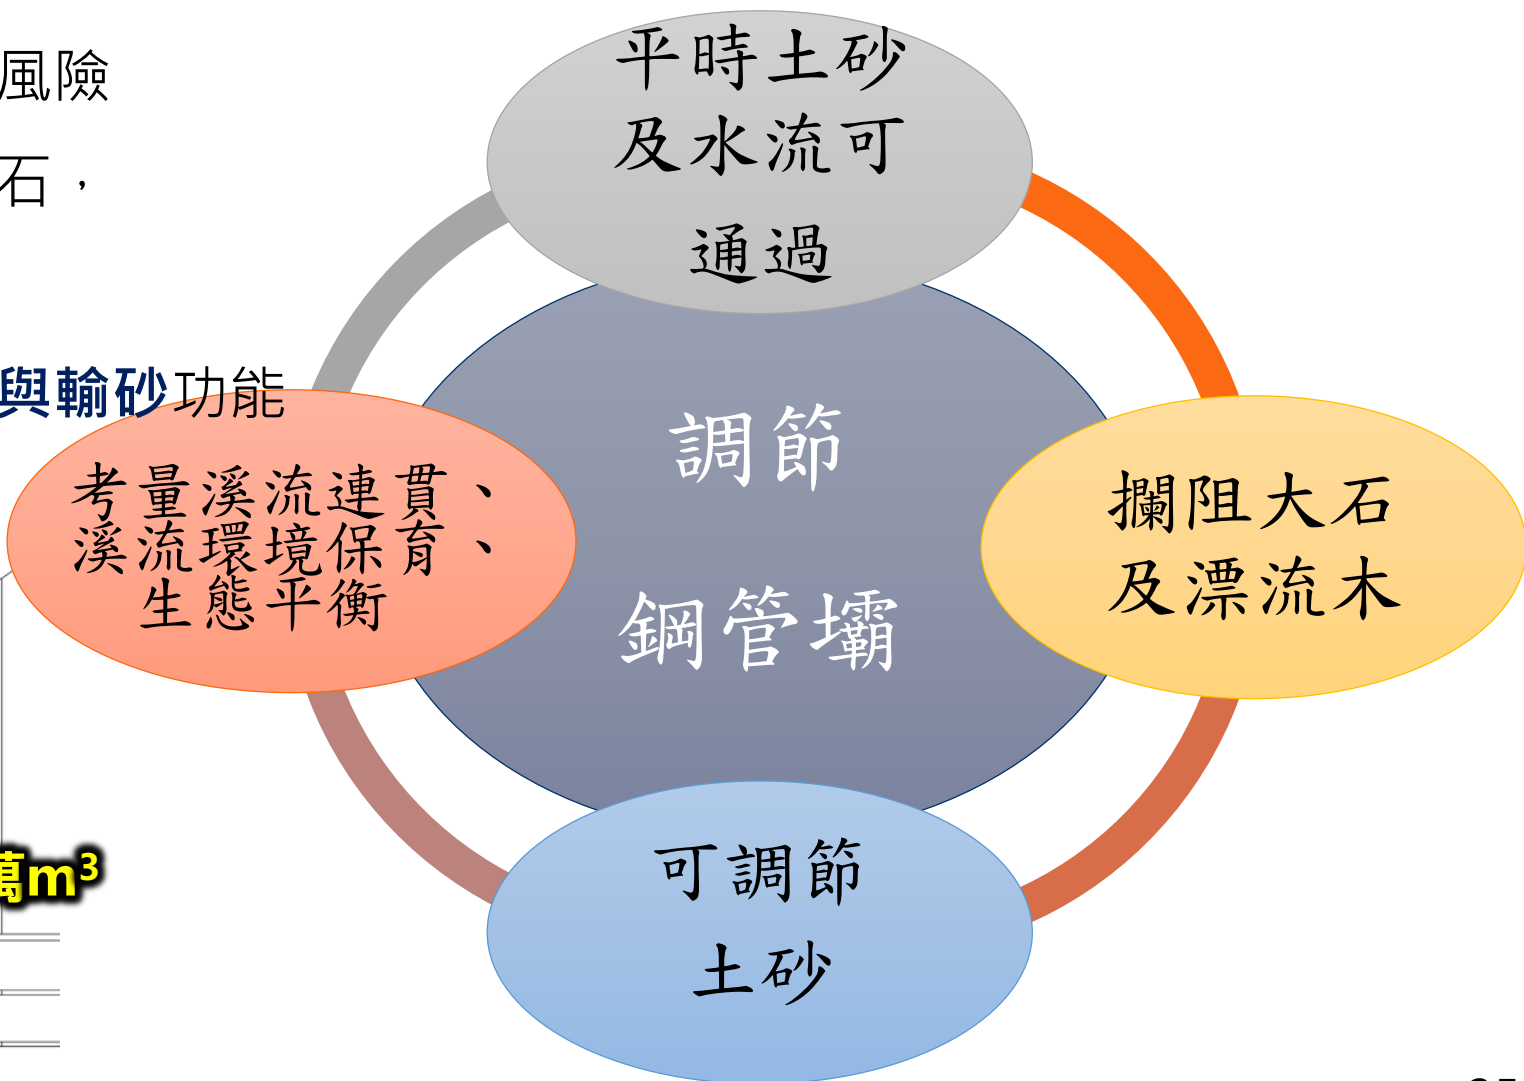 風險
石，
與輸砂功能
平時土砂
及水流可
通過
調節
鋼管壩
考量溪流連貫、
溪流環境保育、
生態平衡
攔阻大石
及漂流木
可調節
土砂
萬m³